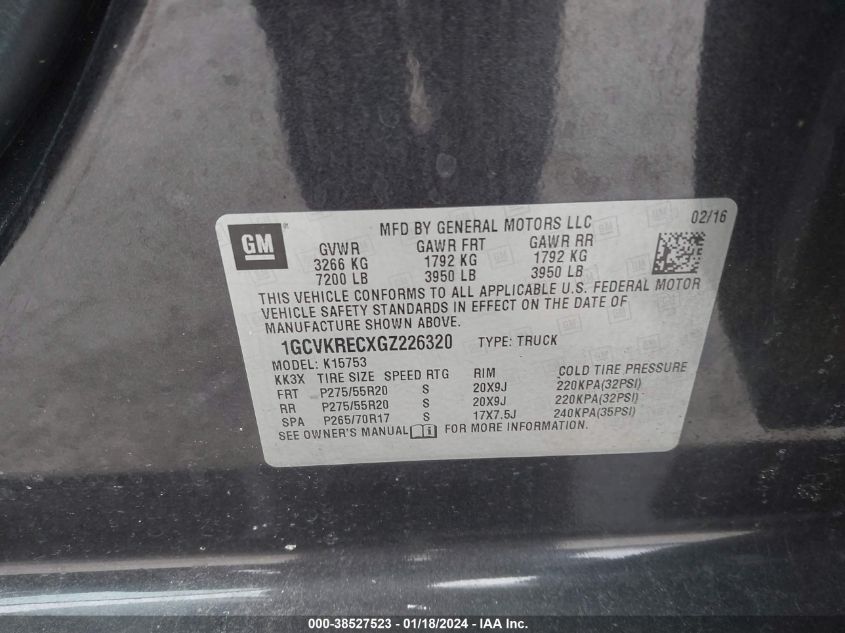 GM
MFD BY GENERAL MOTORS LLC 02/16
GVWR GAWR FRT GAWR RR
3266 KG 1792 KG 1792 KG
7200 LB 3950 LB 3950 LB
THIS VEHICLE CONFORMS TO ALL APPLICABLE U.S. FEDERAL MOTOR
VEHICLE SAFETY STANDARDS IN EFFECT ON THE DATE OF
MANUFACTURE SHOWN ABOVE.
1GCVKRECXGZ226320 TYPE: TRUCK
MODEL: K15753
KK3X TIRE SIZE SPEED RTG RIM COLD TIRE PRESSURE
FRT P275/55R20 S 20X9J 220KPA(32PSI)
RR P275/55R20 S 20X9J 220KPA(32PSI)
SPA P265/70R17 S 17X7.5J 240KPA(35PSI)
SEE OWNER'S MANUAL FOR MORE INFORMATION.
000-38527523 - 01/18/2024 - IAA Inc.